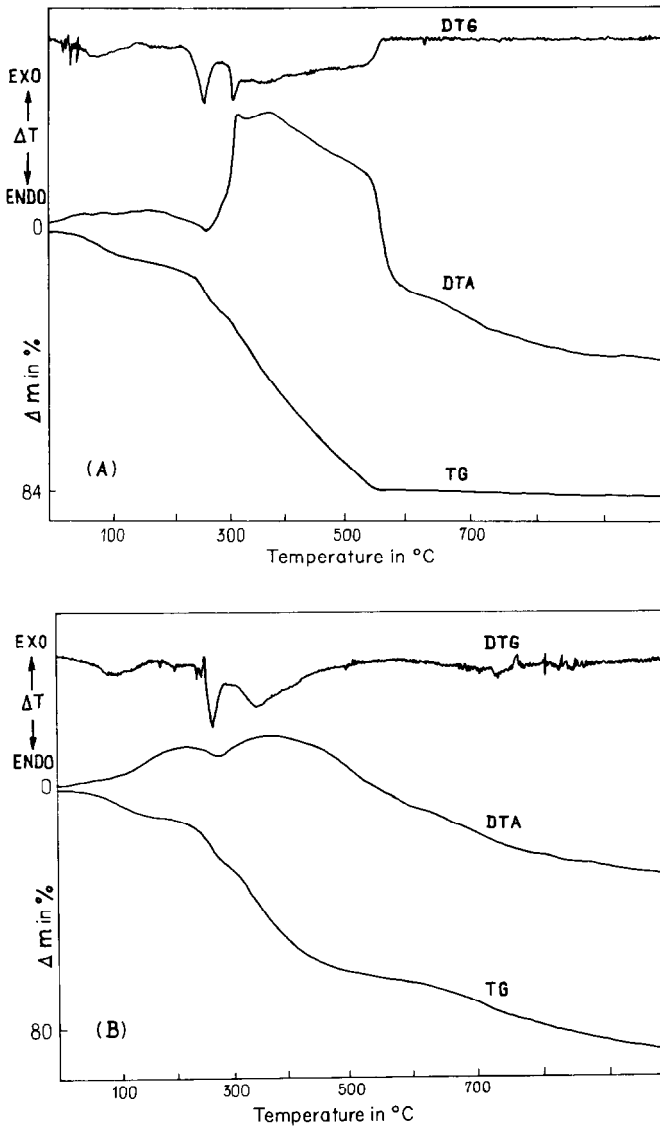 DTG
EXO
ΔT
ENDO
0
DTA
Δ m in %
(A)
TG
84
100 300 500 700
Temperature in °C
EXO
DTG
ΔT
ENDO
0
DTA
Δ m in %
TG
80
(B)
100 300 500 700
Temperature in °C